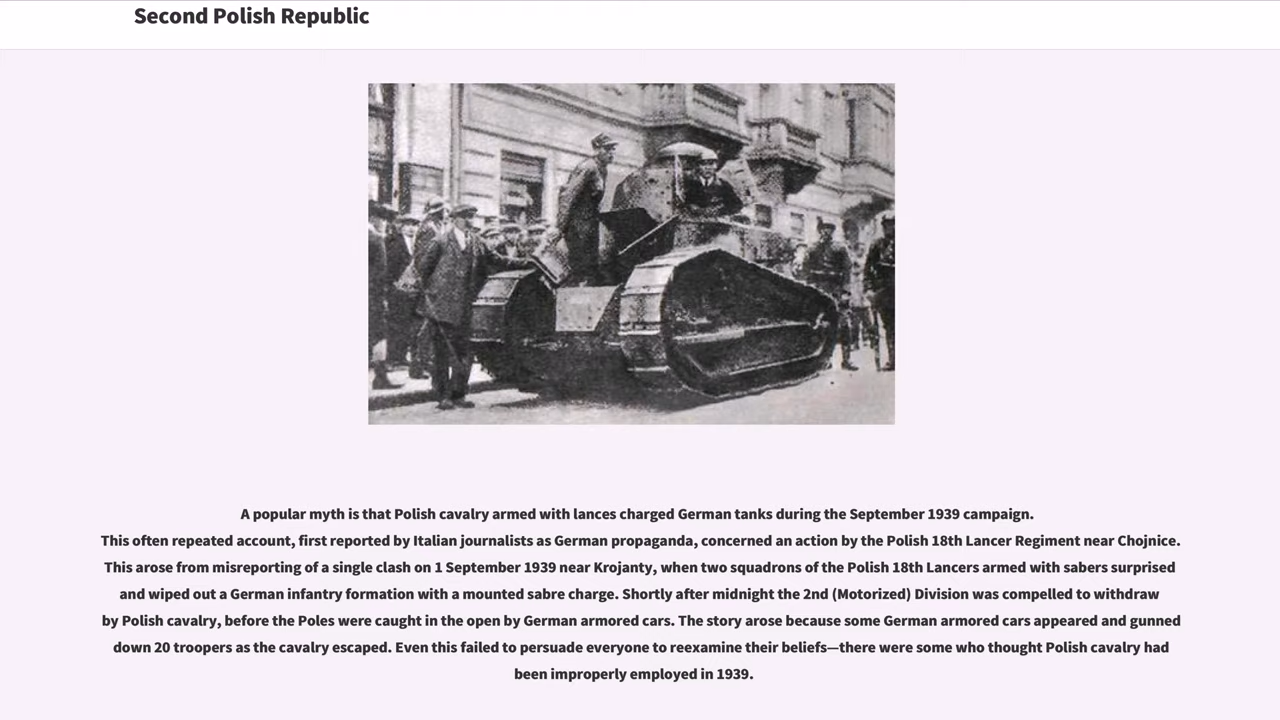 Second Polish Republic
A popular myth is that Polish cavalry armed with lances charged German tanks during the September 1939 campaign.
This often repeated account, first reported by Italian journalists as German propaganda, concerned an action by the Polish 18th Lancer Regiment near Chojnice.
This arose from misreporting of a single clash on 1 September 1939 near Krojanty, when two squadrons of the Polish 18th Lancers armed with sabers surprised
and wiped out a German infantry formation with a mounted sabre charge. Shortly after midnight the 2nd (Motorized) Division was compelled to withdraw
by Polish cavalry, before the Poles were caught in the open by German armored cars. The story arose because some German armored cars appeared and gunned
down 20 troopers as the cavalry escaped. Even this failed to persuade everyone to reexamine their beliefs—there were some who thought Polish cavalry had
been improperly employed in 1939.